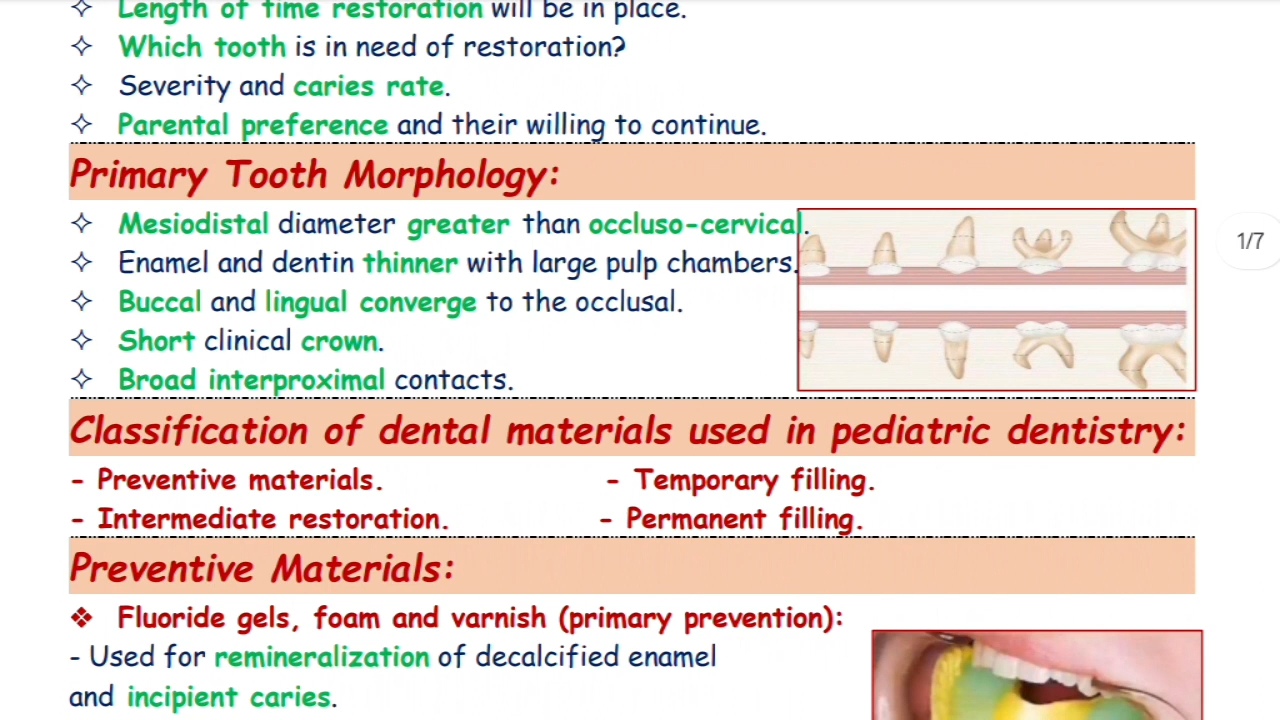 ✧ Length of time restoration will be in place.
✧ Which tooth is in need of restoration?
✧ Severity and caries rate.
✧ Parental preference and their willing to continue.
Primary Tooth Morphology:
✧ Mesiodistal diameter greater than occluso-cervical.
✧ Enamel and dentin thinner with large pulp chambers.
✧ Buccal and lingual converge to the occlusal.
✧ Short clinical crown.
✧ Broad interproximal contacts.
1/7
Classification of dental materials used in pediatric dentistry:
- Preventive materials. - Temporary filling.
- Intermediate restoration. - Permanent filling.
Preventive Materials:
❖ Fluoride gels, foam and varnish (primary prevention):
- Used for remineralization of decalcified enamel
and incipient caries.